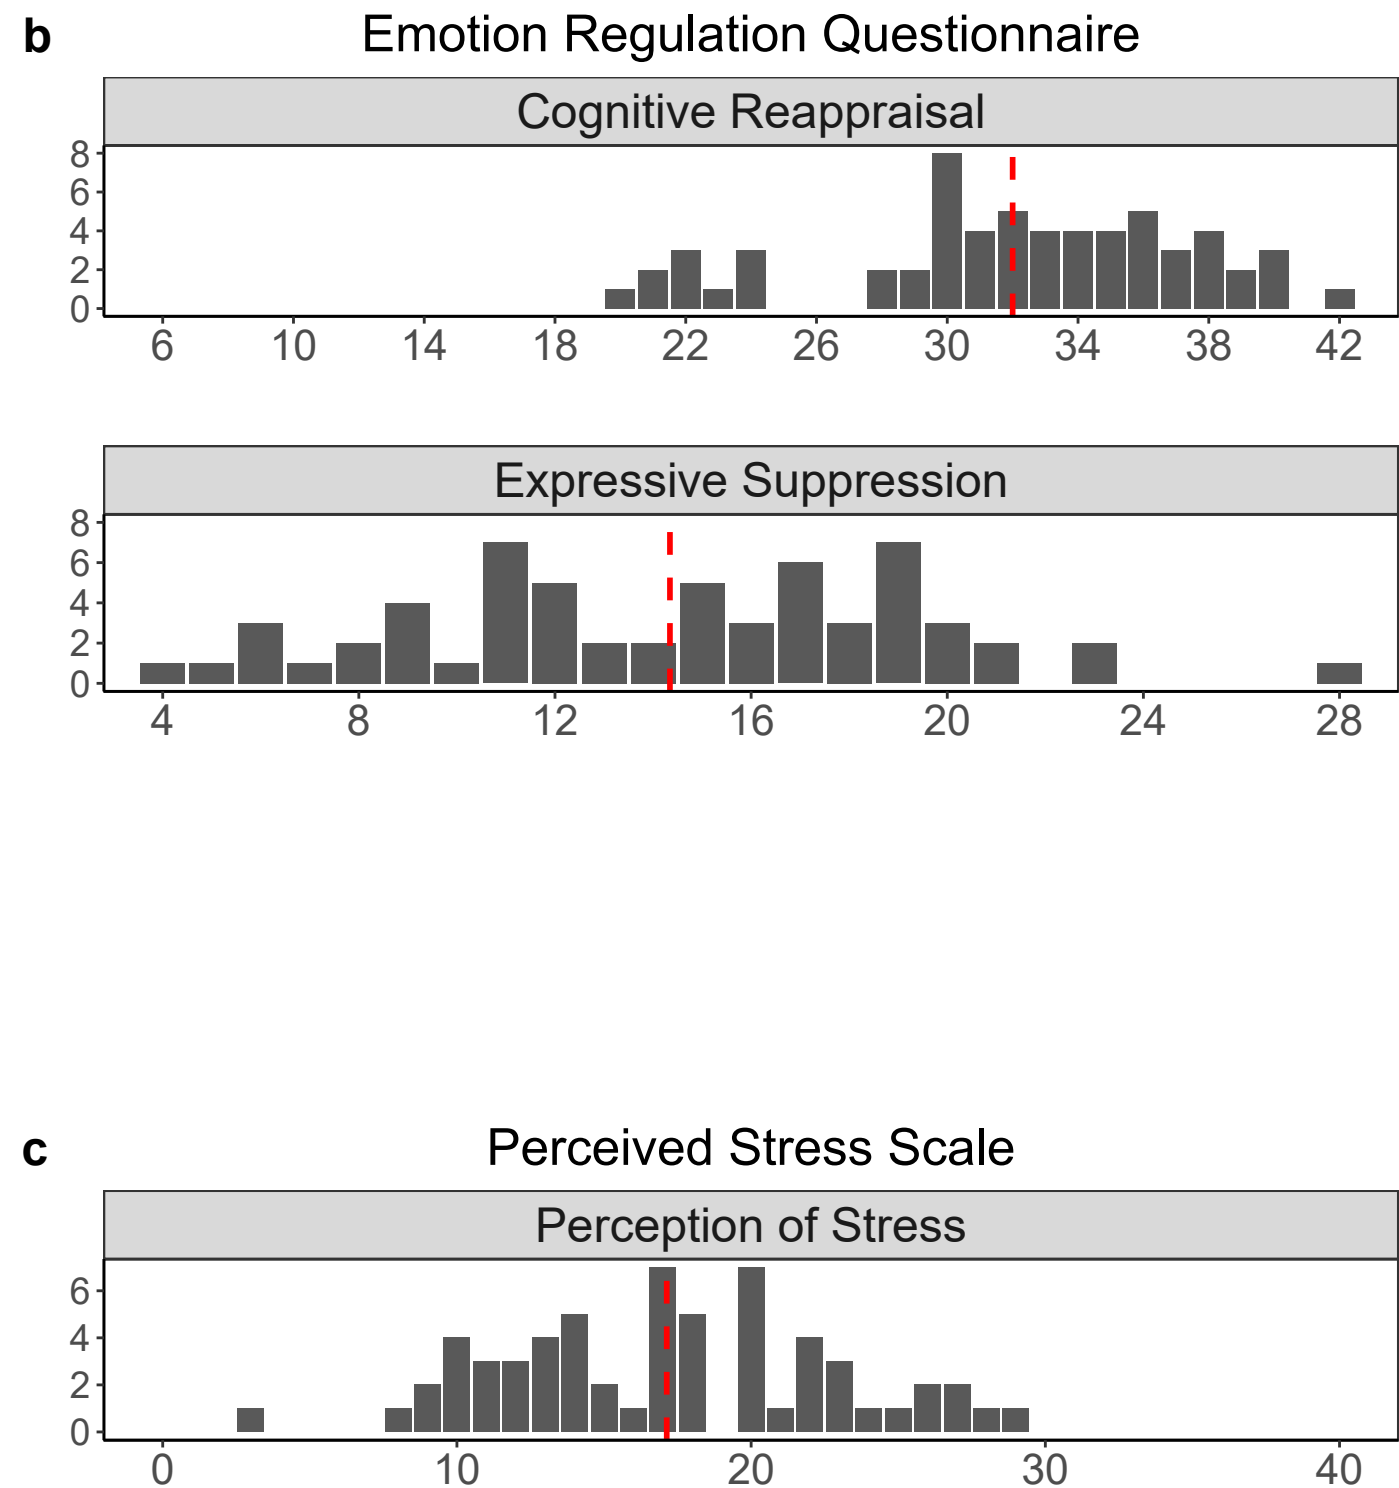 b
Emotion Regulation Questionnaire
Cognitive Reappraisal
8
6
4
2
0
6 10 14 18 22 26 30 34 38 42
Expressive Suppression
8
6
4
2
0
4 8 12 16 20 24 28
c
Perceived Stress Scale
Perception of Stress
6
4
2
0
0 10 20 30 40